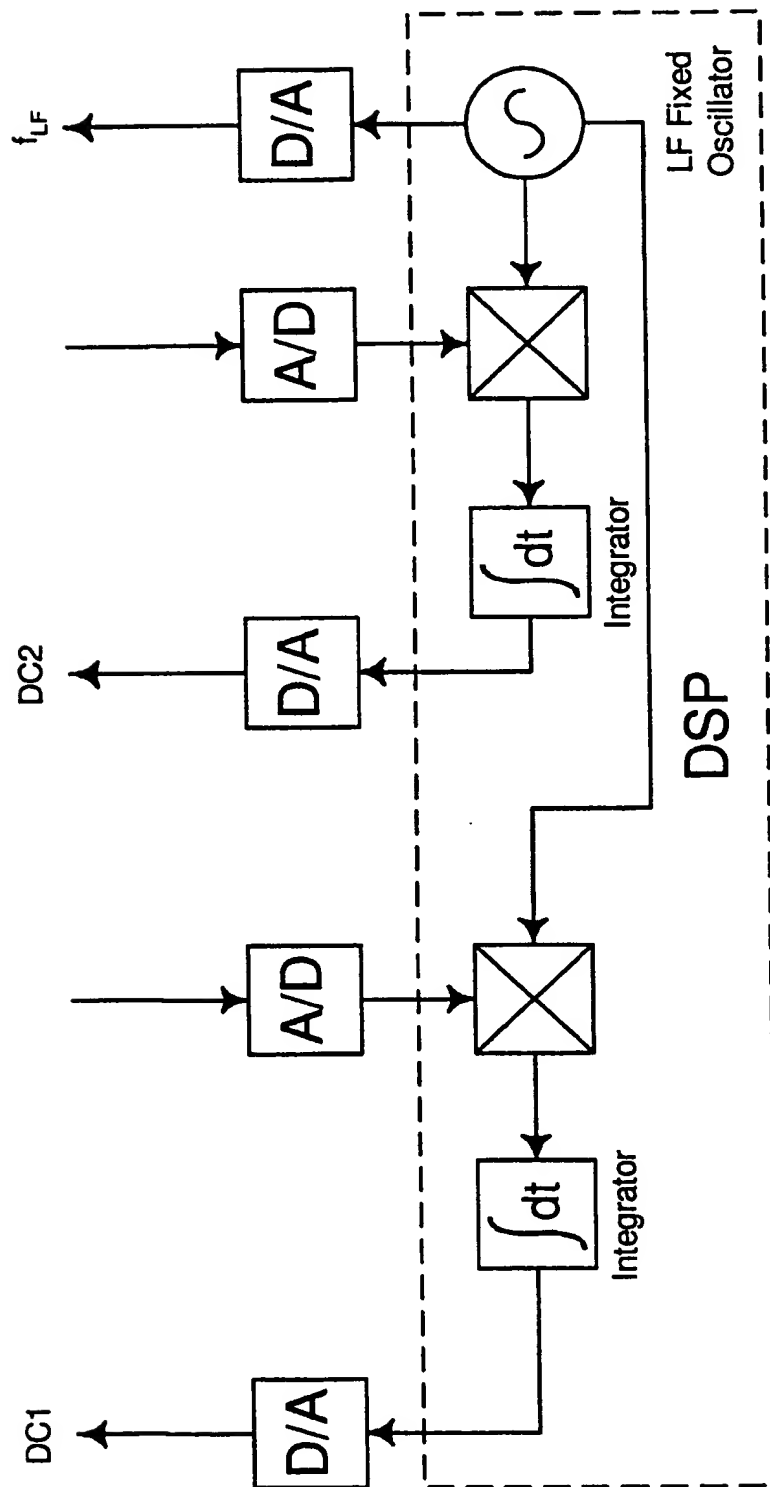 DC1
DC2
f_LF
D/A
A/D
D/A
A/D
D/A
∫dt
Integrator
∫dt
Integrator
LF Fixed
Oscillator
DSP